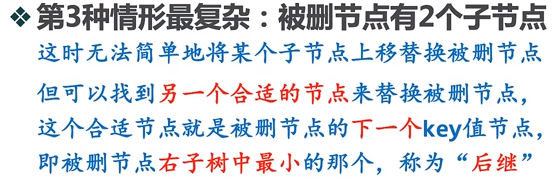 ❖ 第3种情形最复杂：被删节点有2个子节点
这时无法简单地将某个子节点上移替换被删节点
但可以找到另一个合适的节点来替换被删节点，
这个合适节点就是被删节点的下一个key值节点，
即被删节点右子树中最小的那个，称为“后继”